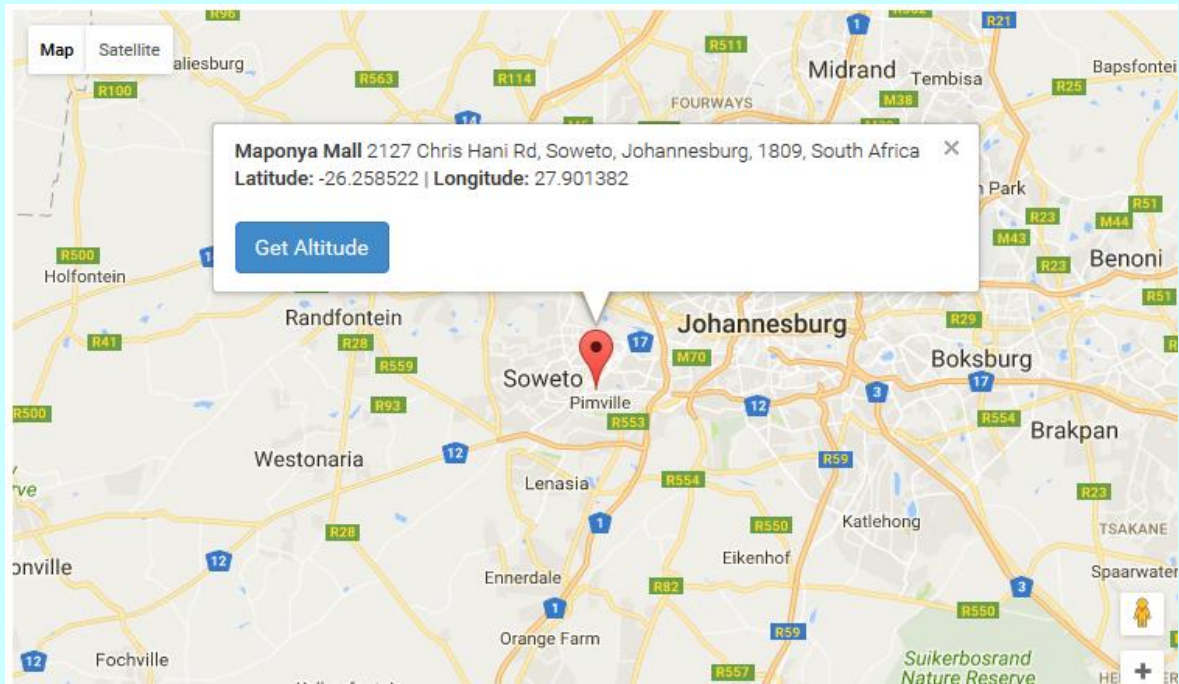 R96
Map
Satellite
aliesburg
R100
R563
R114
R511
1
R21
Midrand
Tembisa
Bapsfontei
R25
M38
FOURWAYS
14
Maponya Mall 2127 Chris Hani Rd, Soweto, Johannesburg, 1809, South Africa
Latitude: -26.258522 | Longitude: 27.901382
Get Altitude
Park
R51
R23
M44
M43
R23
Benoni
R51
R500
Holfontein
Randfontein
Johannesburg
R29
R41
R28
17
M70
Boksburg
R559
Soweto
17
3
Pimville
R500
R93
R553
12
R554
Brakpan
Westonaria
12
R59
rve
Lenasia
R554
R23
1
R550
Katlehong
TSAKANE
R28
Eikenhof
onville
12
Ennerdale
R82
Spaarwater
3
1
R550
Orange Farm
R59
12
Fochville
R557
Suikerbosrand
Nature Reserve